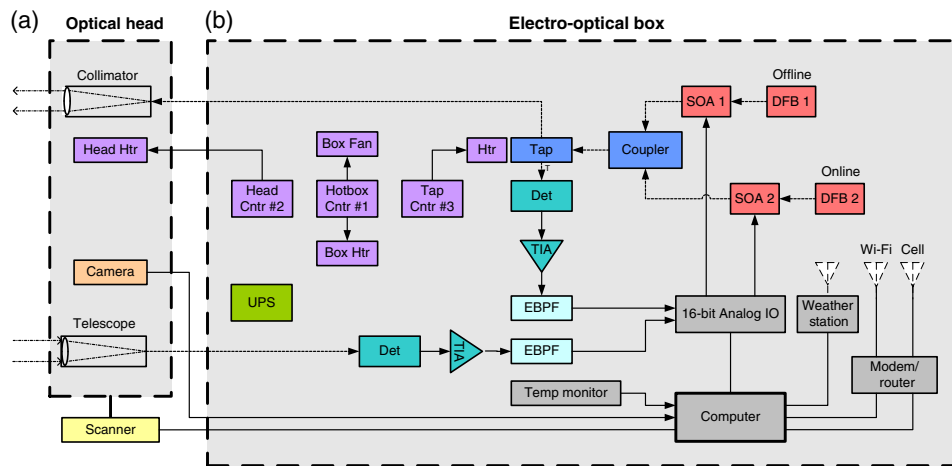 (a)
Optical head
(b)
Electro-optical box
Collimator
Offline
SOA 1
DFB 1
Head Htr
Box Fan
Htr
Tap
Coupler
T
Head
Cntr #2
Hotbox
Cntr #1
Tap
Cntr #3
Det
Online
SOA 2
DFB 2
Box Htr
TIA
Wi-Fi
Cell
Camera
UPS
EBPF
16-bit Analog IO
Weather
station
Telescope
Det
TIA
EBPF
Modem/
router
Temp monitor
Computer
Scanner